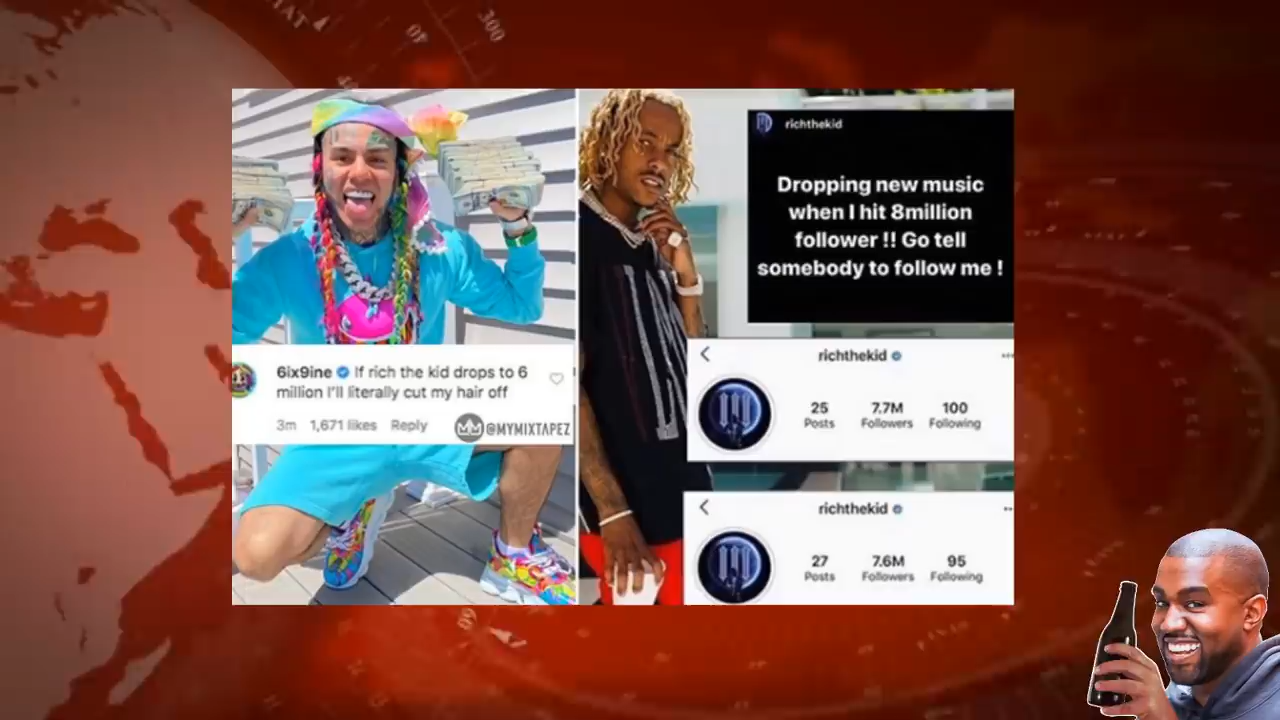 6ix9ine If rich the kid drops to 6
million I'll literally cut my hair off
3m 1,671 likes Reply
@MYMIXTAPEZ
richthekid
Dropping new music
when I hit 8million
follower !! Go tell
somebody to follow me !
richthekid
25 7.7M 100
Posts Followers Following
richthekid
27 7.6M 95
Posts Followers Following
300